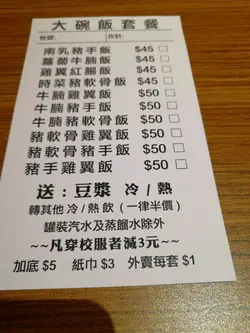 大碗飯套餐
台號: 合計:
南乳豬手飯 $45 □
蘿蔔牛腩飯 $45 □
雞翼紅腸飯 $45 □
時菜豬軟骨飯 $45 □
牛腩雞翼飯 $50 □
牛腩豬手飯 $50 □
豬手雞翼飯 $50 □
牛腩豬軟骨飯 $50 □
豬軟骨雞翼飯 $50 □
豬軟骨豬手飯 $50 □
送:豆漿 冷/熱
轉其他 冷/熱飲 (一律半價)
罐裝汽水及蒸餾水除外
~~凡穿校服者減3元~~
加底 $5 紙巾 $3 外賣每套 $1